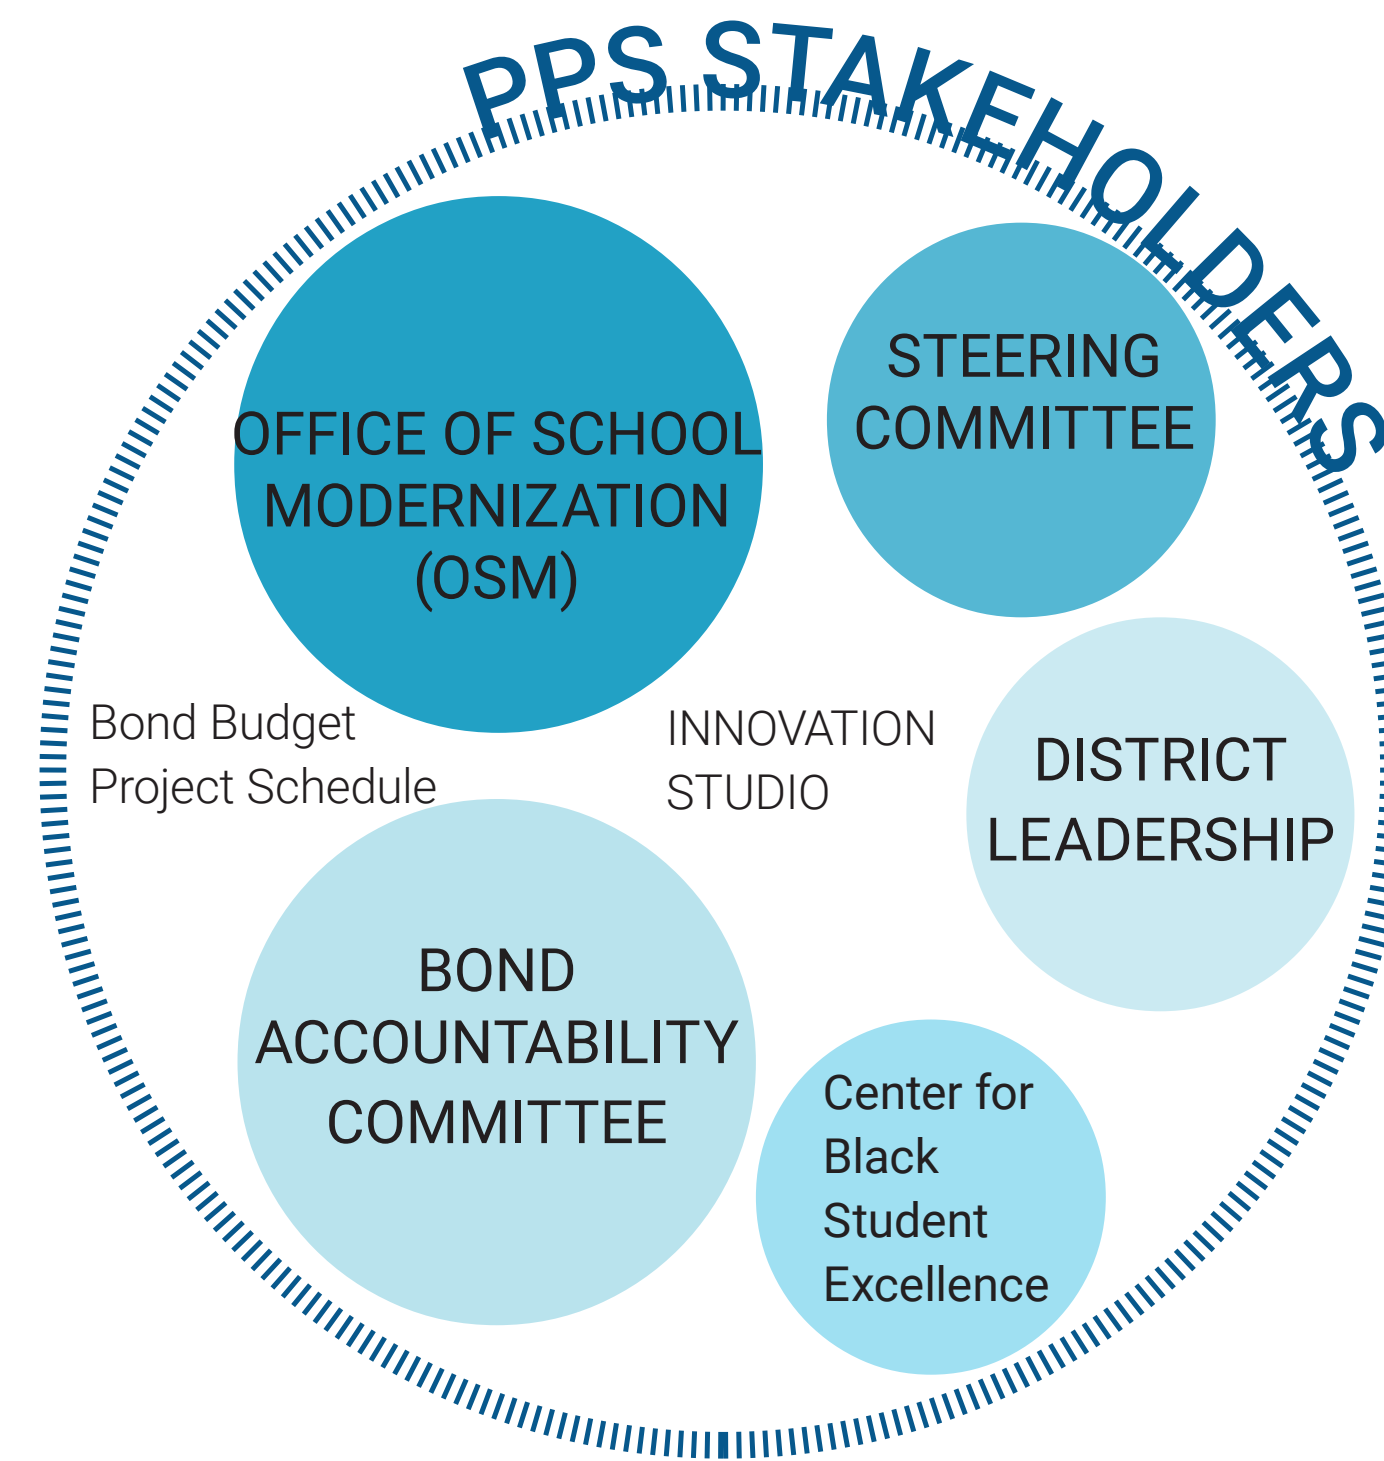 PPS STAKEHOLDERS
OFFICE OF SCHOOL
MODERNIZATION
(OSM)
STEERING
COMMITTEE
Bond Budget
Project Schedule
INNOVATION
STUDIO
DISTRICT
LEADERSHIP
BOND
ACCOUNTABILITY
COMMITTEE
Center for
Black
Student
Excellence